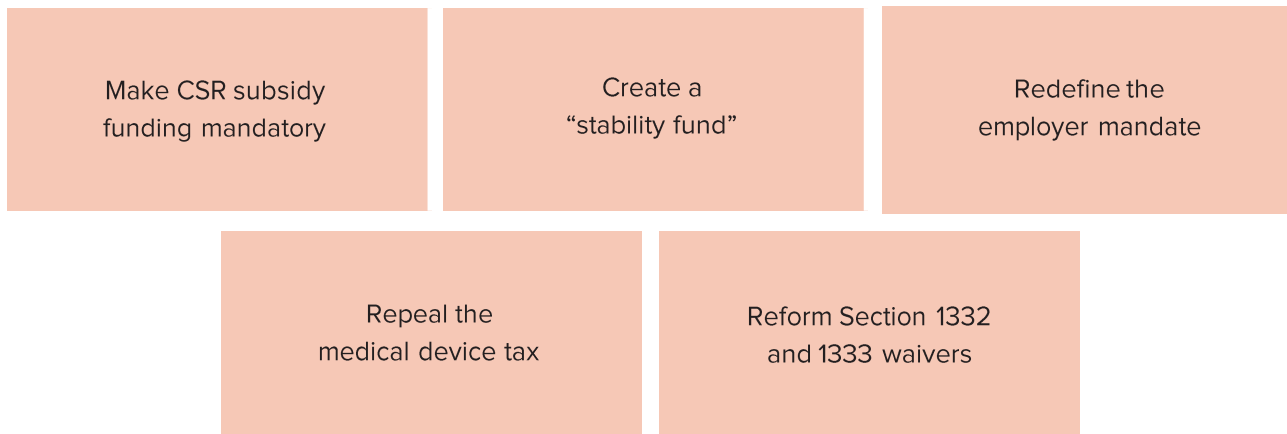 Make CSR subsidy
funding mandatory
Create a
“stability fund”
Redefine the
employer mandate
Repeal the
medical device tax
Reform Section 1332
and 1333 waivers